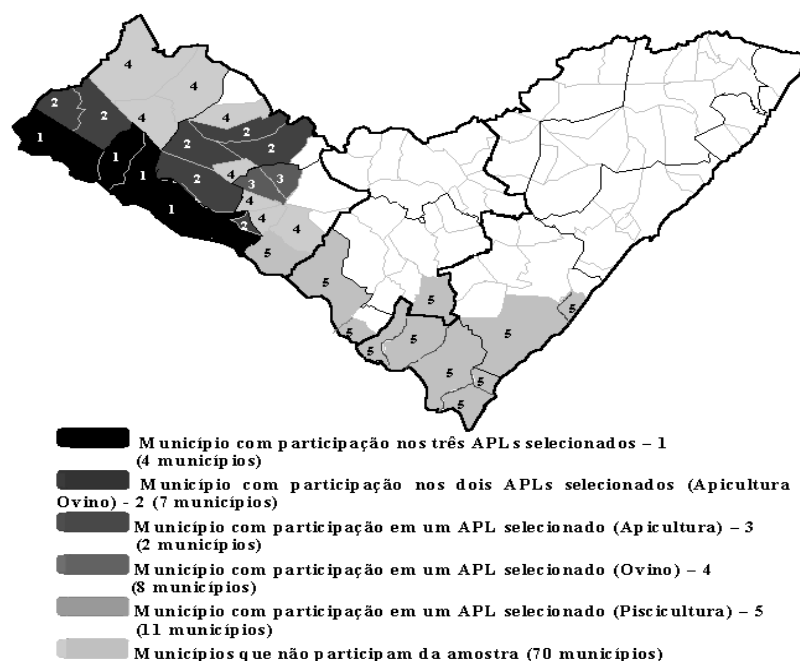 4
4
2
2 4 4
2
1 2 2
1
1 2 4 3 3
4
1 4
2 4
5
5
5 5
5 5 5
5
5 5
5
Município com participação nos três APLs selecionados – 1
(4 municípios)
Município com participação nos dois APLs selecionados (Apicultura
Ovino) - 2 (7 municípios)
Município com participação em um APL selecionado (Apicultura) – 3
(2 municípios)
Município com participação em um APL selecionado (Ovino) – 4
(8 municípios)
Município com participação em um APL selecionado (Piscicultura) – 5
(11 municípios)
Municípios que não participam da amostra (70 municípios)